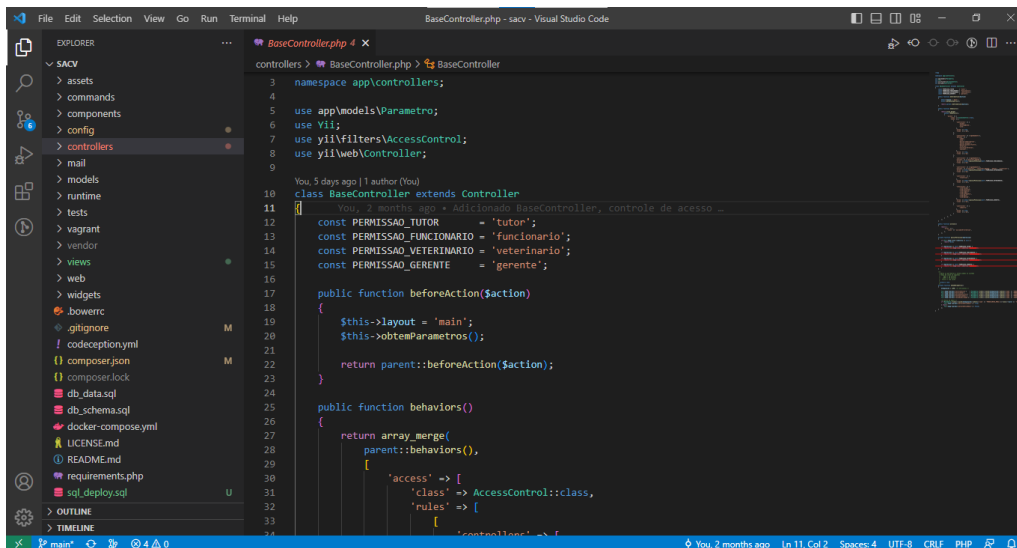 File Edit Selection View Go Run Terminal Help BaseController.php - sacv - Visual Studio Code
EXPLORER
SACV
assets
commands
components
config
controllers
mail
models
runtime
tests
vagrant
vendor
views
web
widgets
.bowerrc
.gitignore M
codeception.yml
composer.json M
composer.lock
db_data.sql
db_schema.sql
docker-compose.yml
LICENSE.md
README.md
requirements.php
sql_deploy.sql U
OUTLINE
TIMELINE
6
BaseController.php 4
controllers > BaseController.php > BaseController
3 namespace app\controllers;
4
5 use app\models\Parametro;
6 use Yii;
7 use yii\filters\AccessControl;
8 use yii\web\Controller;
9
You, 5 days ago | 1 author (You)
10 class BaseController extends Controller
11 { You, 2 months ago • Adicionado BaseController, controle de acesso …
12 const PERMISSAO_TUTOR = 'tutor';
13 const PERMISSAO_FUNCIONARIO = 'funcionario';
14 const PERMISSAO_VETERINARIO = 'veterinario';
15 const PERMISSAO_GERENTE = 'gerente';
16
17 public function beforeAction($action)
18 {
19 $this->layout = 'main';
20 $this->obtemParametros();
21
22 return parent::beforeAction($action);
23 }
24
25 public function behaviors()
26 {
27 return array_merge(
28 parent::behaviors(),
29 [
30 'access' => [
31 'class' => AccessControl::class,
32 'rules' => [
33 [
34 'controllers' => [
main* 4 0 You, 2 months ago Ln 11, Col 2 Spaces: 4 UTF-8 CRLF PHP